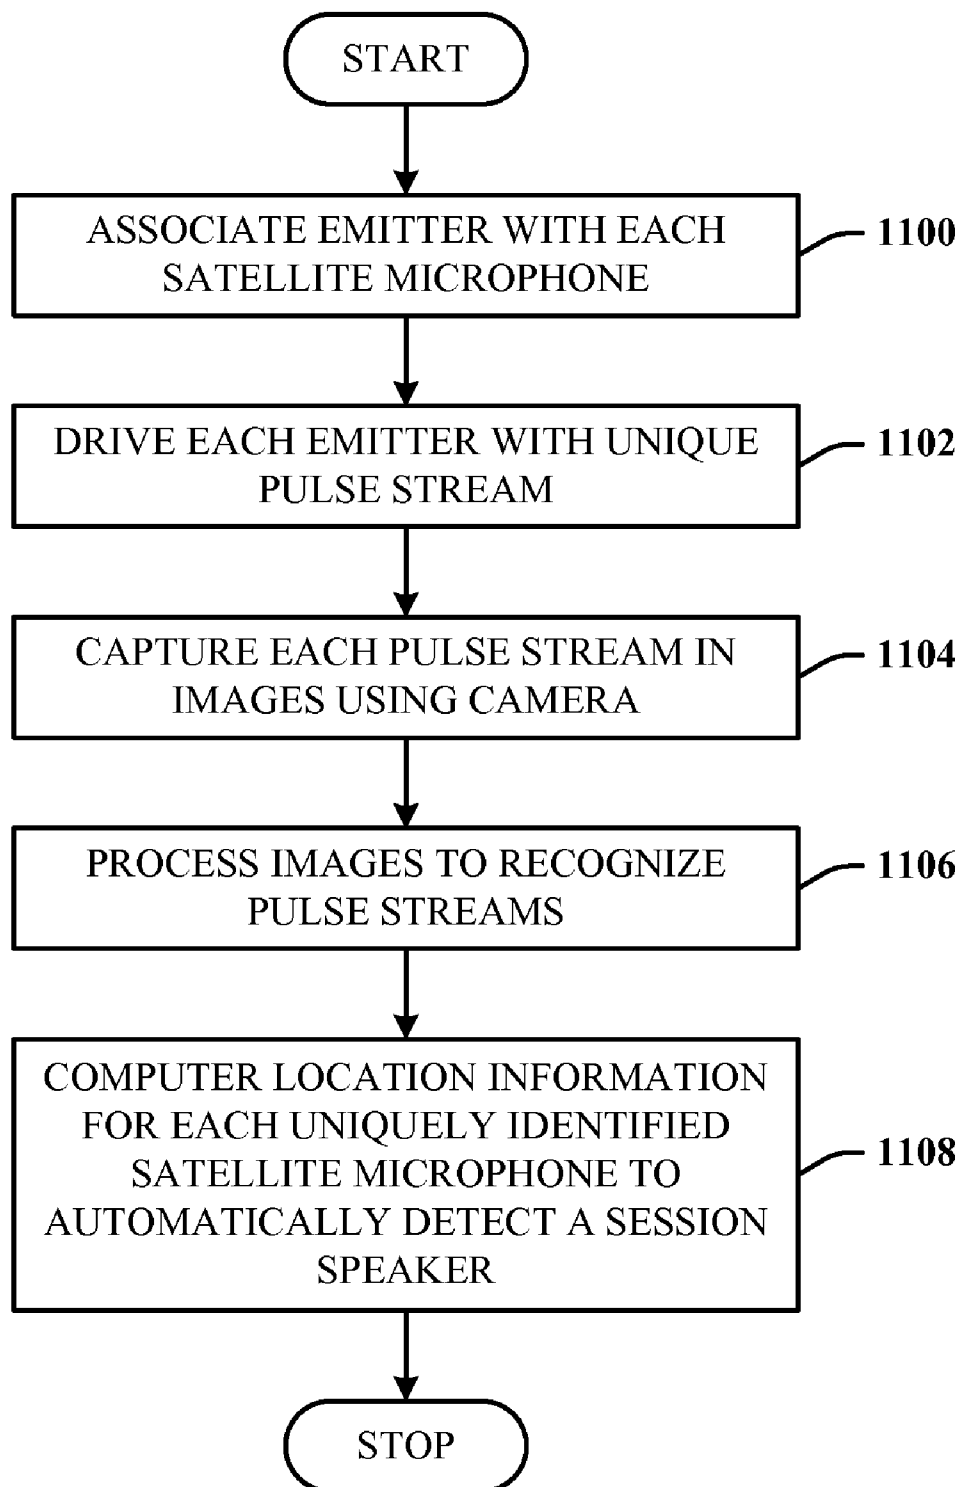 START
ASSOCIATE EMITTER WITH EACH
SATELLITE MICROPHONE
1100
DRIVE EACH EMITTER WITH UNIQUE
PULSE STREAM
1102
CAPTURE EACH PULSE STREAM IN
IMAGES USING CAMERA
1104
PROCESS IMAGES TO RECOGNIZE
PULSE STREAMS
1106
COMPUTER LOCATION INFORMATION
FOR EACH UNIQUELY IDENTIFIED
SATELLITE MICROPHONE TO
AUTOMATICALLY DETECT A SESSION
SPEAKER
1108
STOP